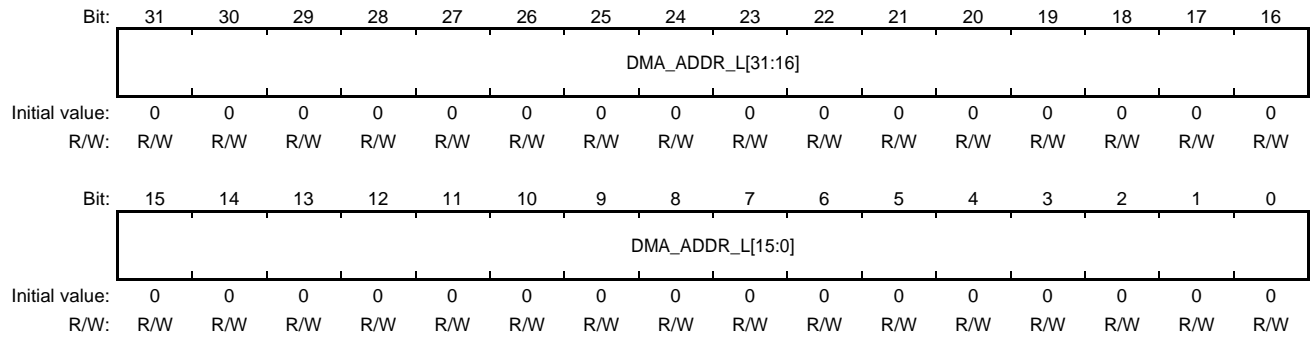 Bit: 31 30 29 28 27 26 25 24 23 22 21 20 19 18 17 16
DMA_ADDR_L[31:16]
Initial value: 0 0 0 0 0 0 0 0 0 0 0 0 0 0 0 0
R/W: R/W R/W R/W R/W R/W R/W R/W R/W R/W R/W R/W R/W R/W R/W R/W R/W
Bit: 15 14 13 12 11 10 9 8 7 6 5 4 3 2 1 0
DMA_ADDR_L[15:0]
Initial value: 0 0 0 0 0 0 0 0 0 0 0 0 0 0 0 0
R/W: R/W R/W R/W R/W R/W R/W R/W R/W R/W R/W R/W R/W R/W R/W R/W R/W